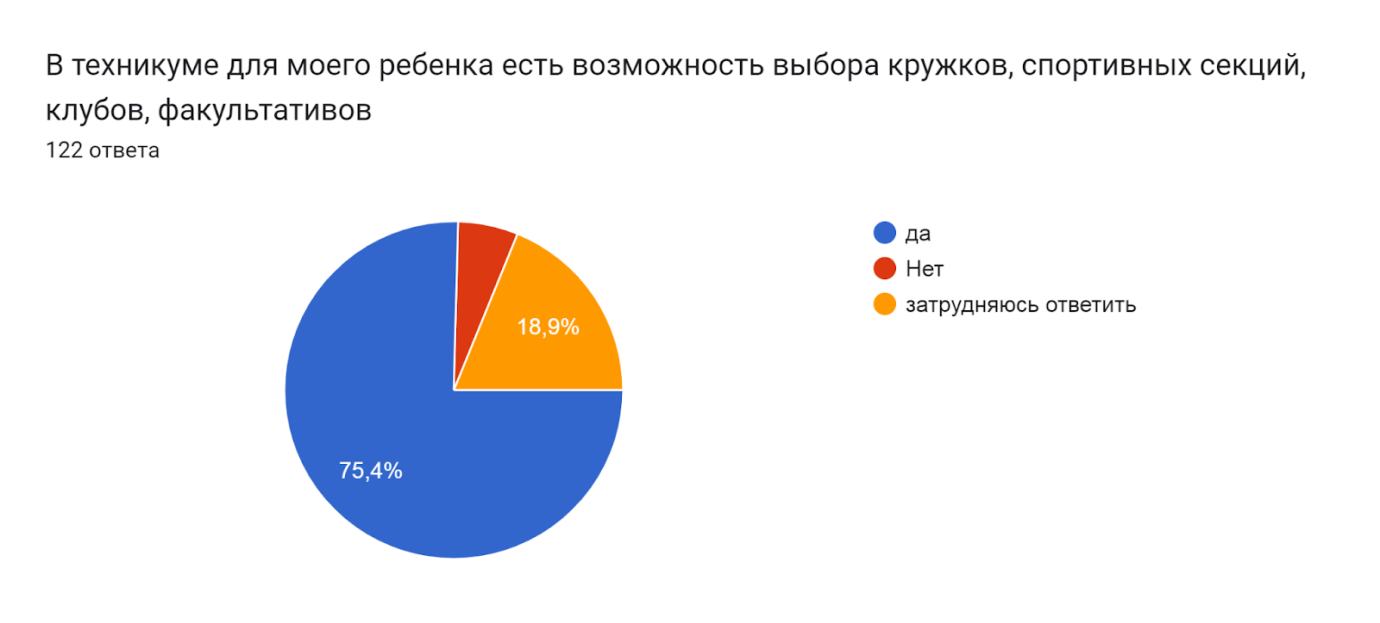 В техникуме для моего ребенка есть возможность выбора кружков, спортивных секций,
клубов, факультативов
122 ответа
да
Нет
затрудняюсь ответить
18,9%
75,4%